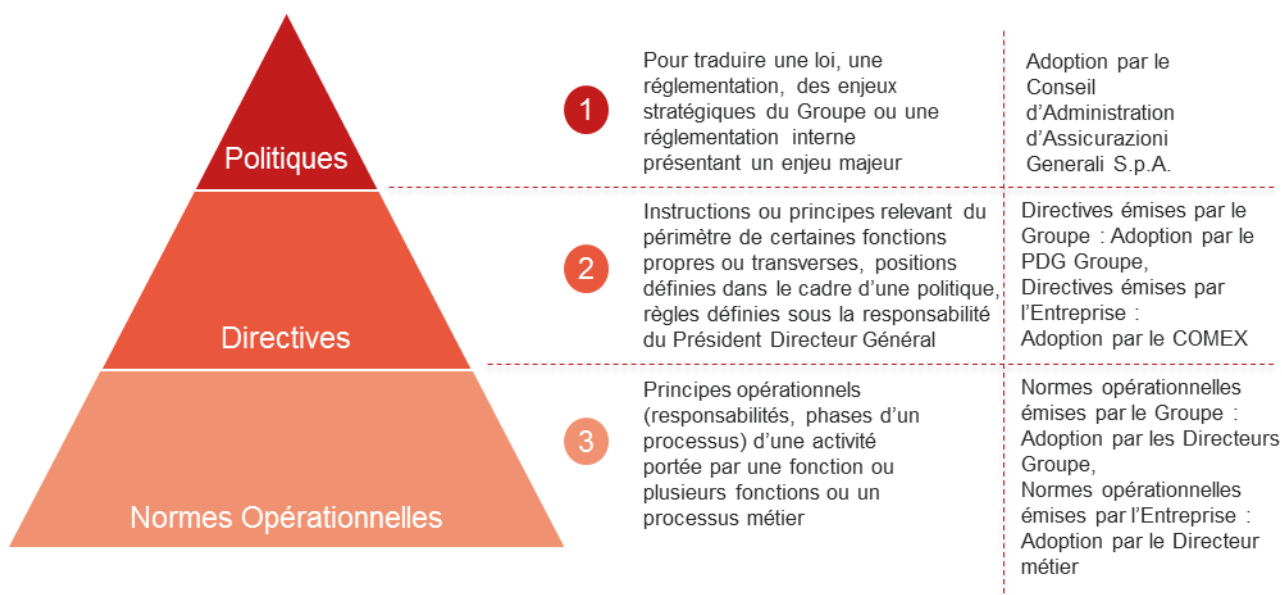 Politiques
1
Pour traduire une loi, une
réglementation, des enjeux
stratégiques du Groupe ou une
réglementation interne
présentant un enjeu majeur
Adoption par le
Conseil
d'Administration
d'Assicurazioni
Generali S.p.A.
Directives
2
Instructions ou principes relevant du
périmètre de certaines fonctions
propres ou transverses, positions
définies dans le cadre d'une politique,
règles définies sous la responsabilité
du Président Directeur Général
Directives émises par le
Groupe : Adoption par le
PDG Groupe,
Directives émises par
l'Entreprise :
Adoption par le COMEX
Normes Opérationnelles
3
Principes opérationnels
(responsabilités, phases d'un
processus) d'une activité
portée par une fonction ou
plusieurs fonctions ou un
processus métier
Normes opérationnelles
émises par le Groupe :
Adoption par les Directeurs
Groupe,
Normes opérationnelles
émises par l'Entreprise :
Adoption par le Directeur
métier